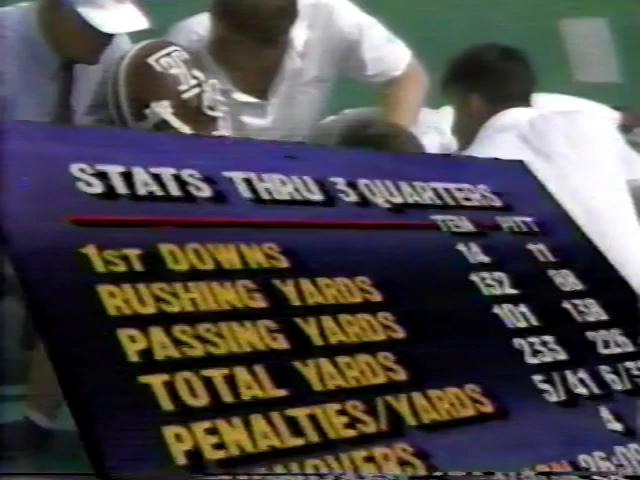 STATS THRU 3 QUARTERS
TEM PITT
1ST DOWNS 14 11
RUSHING YARDS 132 88
PASSING YARDS 101 138
TOTAL YARDS 233 226
PENALTIES/YARDS 5/41
4